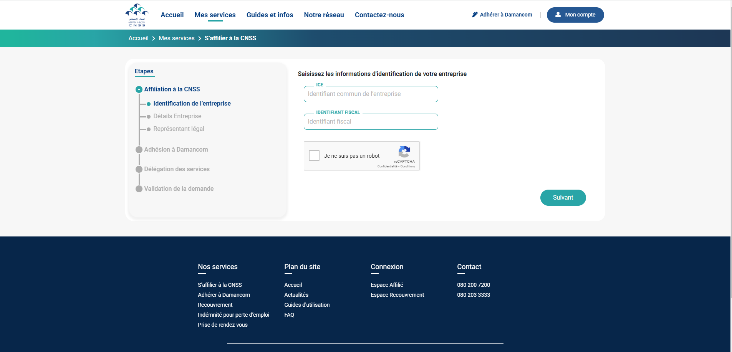 CNSS
Accueil Mes services Guides et infos Notre réseau Contactez-nous
Adhérer à Damancom
Mon compte
Accueil > Mes services > S'affilier à la CNSS
Etapes
Affiliation à la CNSS
Identification de l'entreprise
Détails Entreprise
Représentant légal
Adhésion à Damancom
Délégation des services
Validation de la demande
Saisissez les informations d'identification de votre entreprise
ICE
Identifiant commun de l'entreprise
IDENTIFIANT FISCAL
Identifiant fiscal
Je ne suis pas un robot
reCAPTCHA
Suivant
Nos services
S'affilier à la CNSS
Adhérer à Damancom
Recouvrement
Indémnité pour perte d'emploi
Prise de rendez-vous
Plan du site
Accueil
Actualités
Guides d'utilisation
FAQ
Connexion
Espace Affilié
Espace Recouvrement
Contact
080 200 7200
080 203 3333